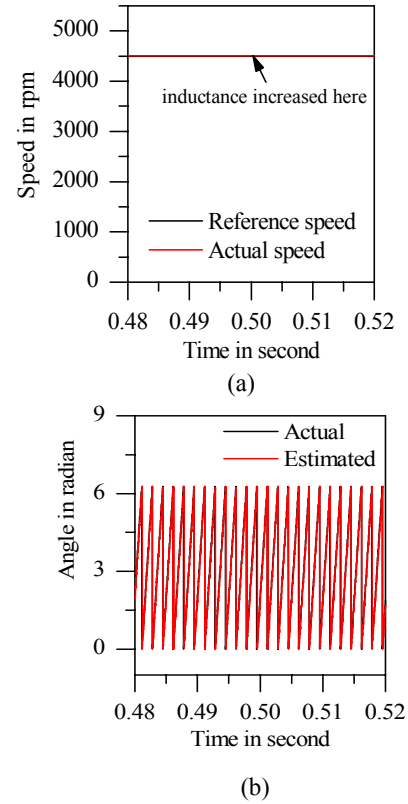 5000
4000
3000
2000
1000
0
Speed in rpm
inductance increased here
Reference speed
Actual speed
0.48 0.49 0.50 0.51 0.52
Time in second
(a)
9
6
3
0
Angle in radian
Actual
Estimated
0.48 0.49 0.50 0.51 0.52
Time in second
(b)